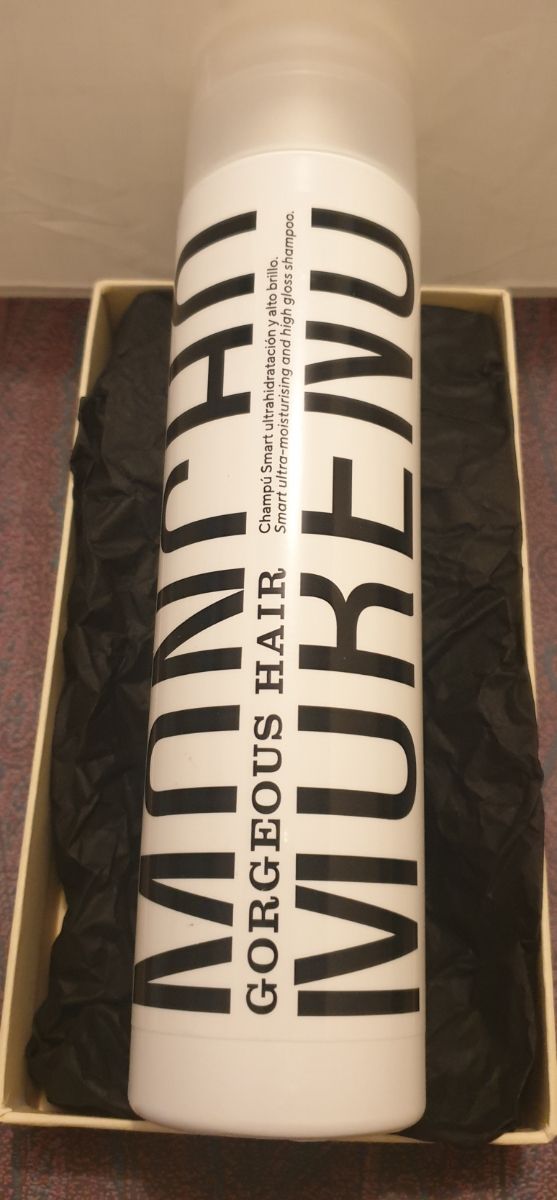 MONCHO
GORGEOUS HAIR
Champú Smart ultrahidratación y alto brillo.
Smart ultra-moisturising and high gloss shampoo.
MORENO